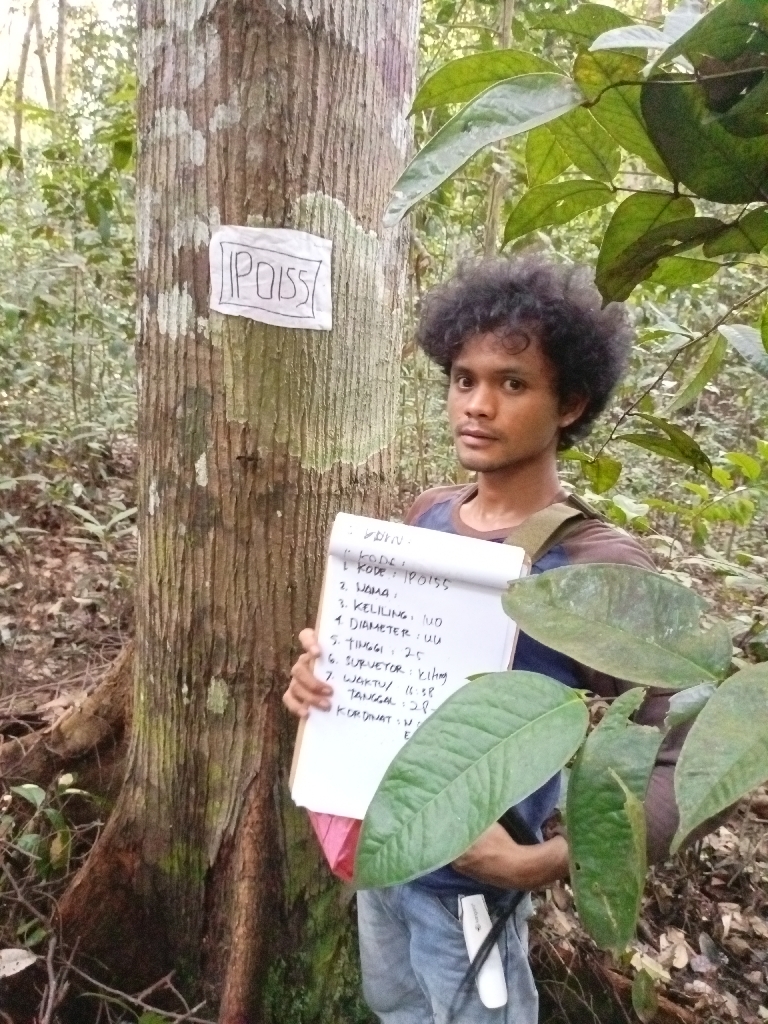 IP0155
1. KODE :
1. KODE : IP0155
2. NAMA :
3. KELILING : 140
4. DIAMETER : 44
5. TINGGI : 25
6. SURVEYOR :
7. WAKTU/ 16:38
TANGGAL : 28-
KORDINAT : N
E